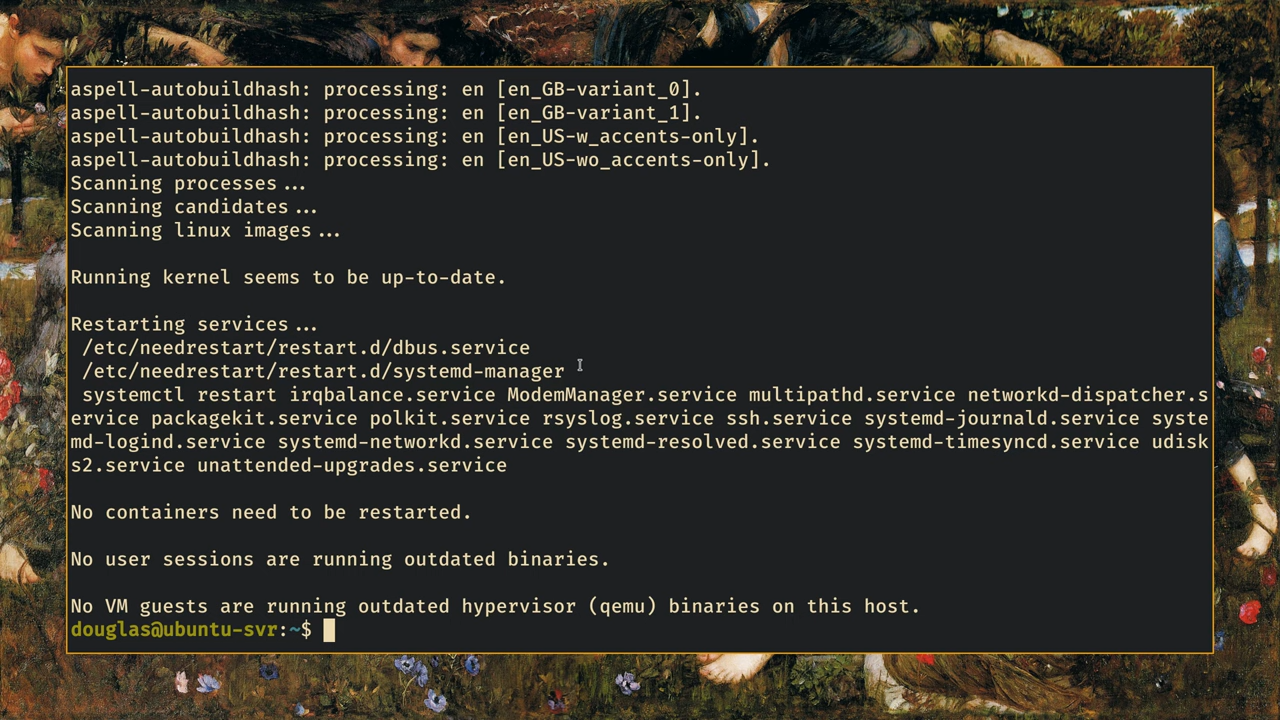 aspell-autobuildhash: processing: en [en_GB-variant_0].
aspell-autobuildhash: processing: en [en_GB-variant_1].
aspell-autobuildhash: processing: en [en_US-w_accents-only].
aspell-autobuildhash: processing: en [en_US-wo_accents-only].
Scanning processes...
Scanning candidates...
Scanning linux images...
Running kernel seems to be up-to-date.
Restarting services...
/etc/needrestart/restart.d/dbus.service
/etc/needrestart/restart.d/systemd-manager
systemctl restart irqbalance.service ModemManager.service multipathd.service networkd-dispatcher.s
ervice packagekit.service polkit.service rsyslog.service ssh.service systemd-journald.service syste
md-logind.service systemd-networkd.service systemd-resolved.service systemd-timesyncd.service udisk
s2.service unattended-upgrades.service
No containers need to be restarted.
No user sessions are running outdated binaries.
No VM guests are running outdated hypervisor (qemu) binaries on this host.
douglas@ubuntu-svr:~$